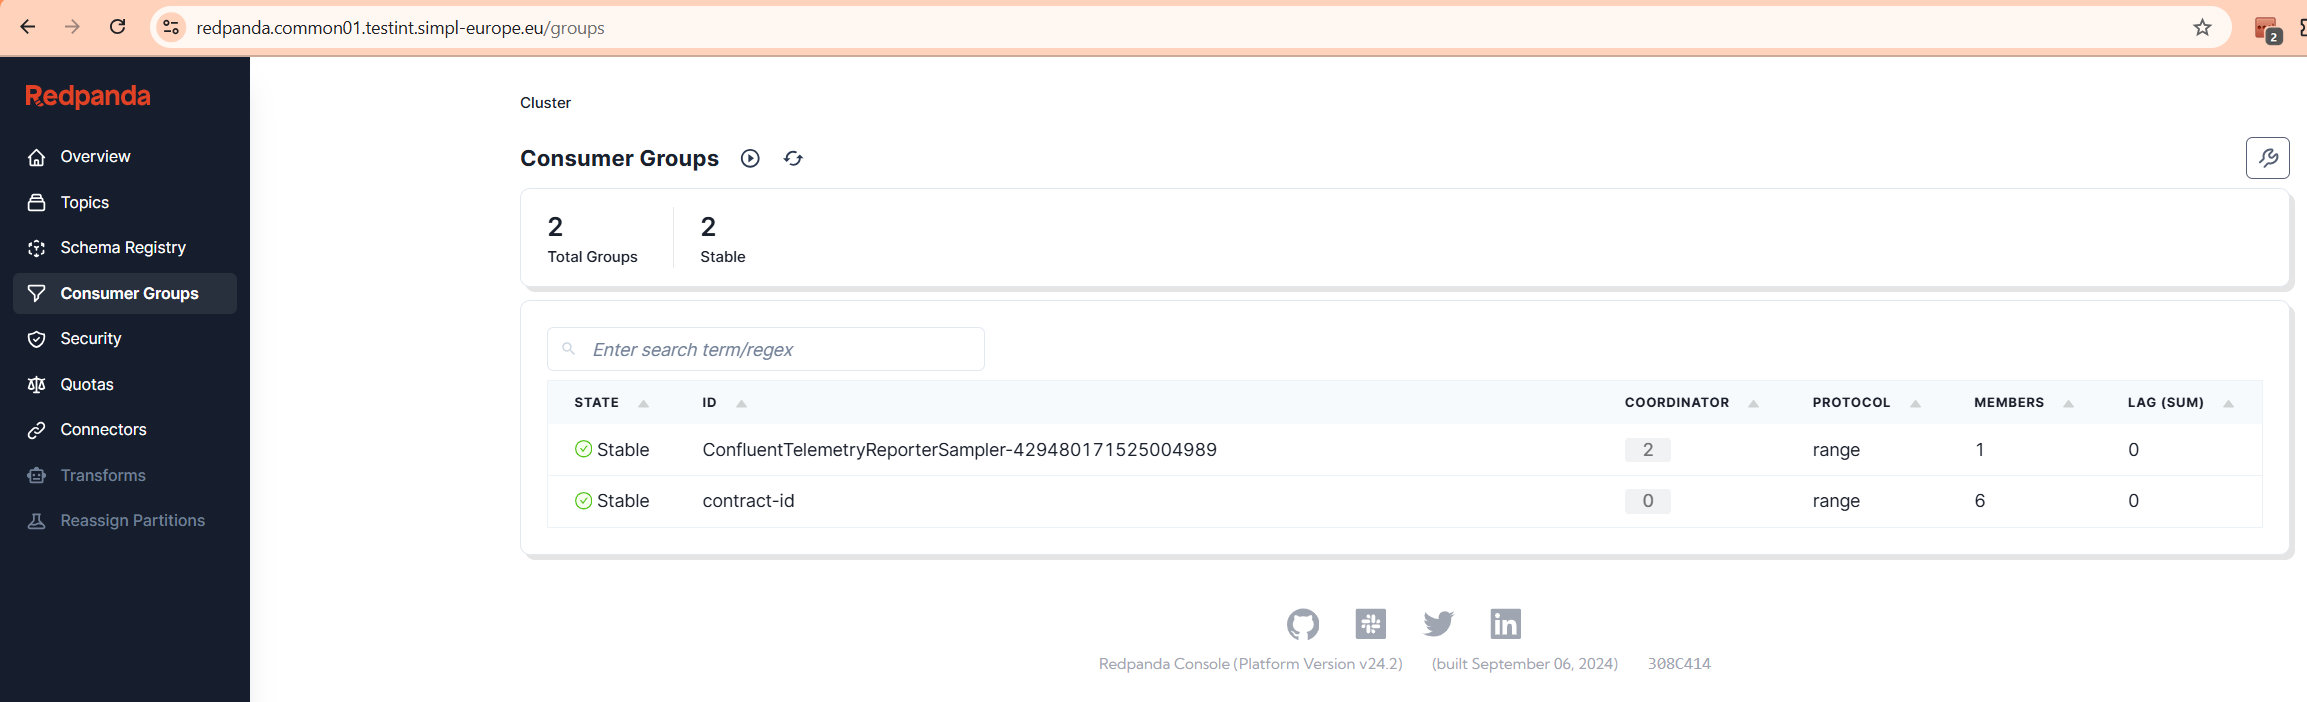 redpanda.common01.testint.simpl-europe.eu/groups
2
Redpanda
Overview
Topics
Schema Registry
Consumer Groups
Security
Quotas
Connectors
Transforms
Reassign Partitions
Cluster
Consumer Groups
2 2
Total Groups Stable
Enter search term/regex
STATE ID COORDINATOR PROTOCOL MEMBERS LAG (SUM)
Stable ConfluentTelemetryReporterSampler-429480171525004989 2 range 1 0
Stable contract-id 0 range 6 0
Redpanda Console (Platform Version v24.2) (built September 06, 2024) 308C414